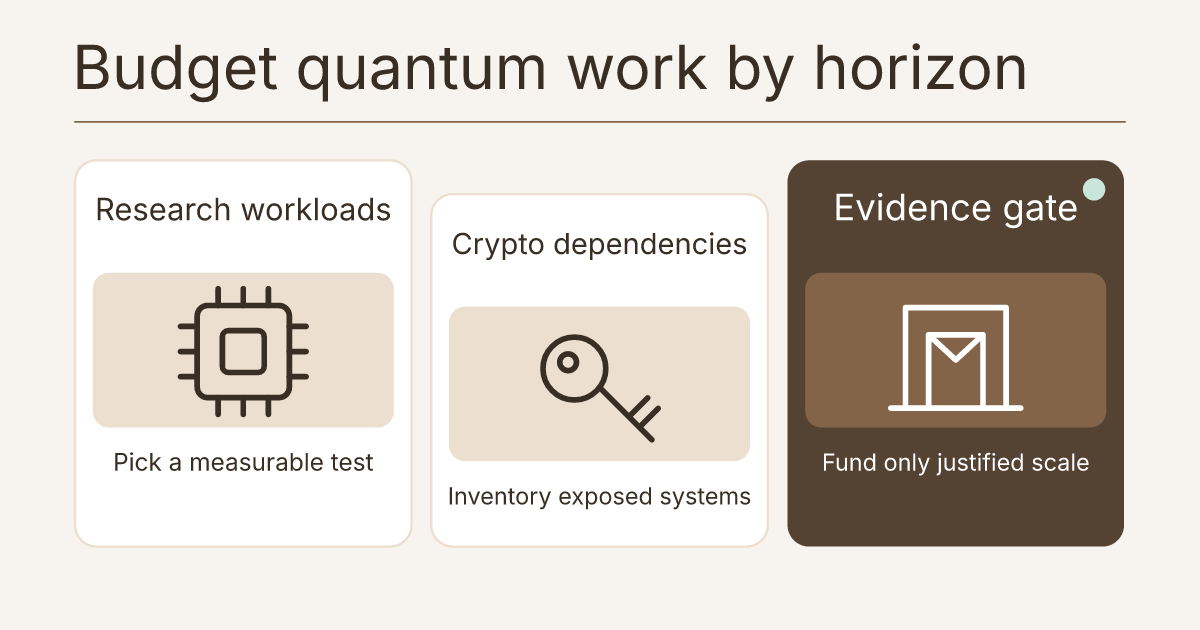 Budget quantum work by horizon
Research workloads
Pick a measurable test
Crypto dependencies
Inventory exposed systems
Evidence gate
Fund only justified scale